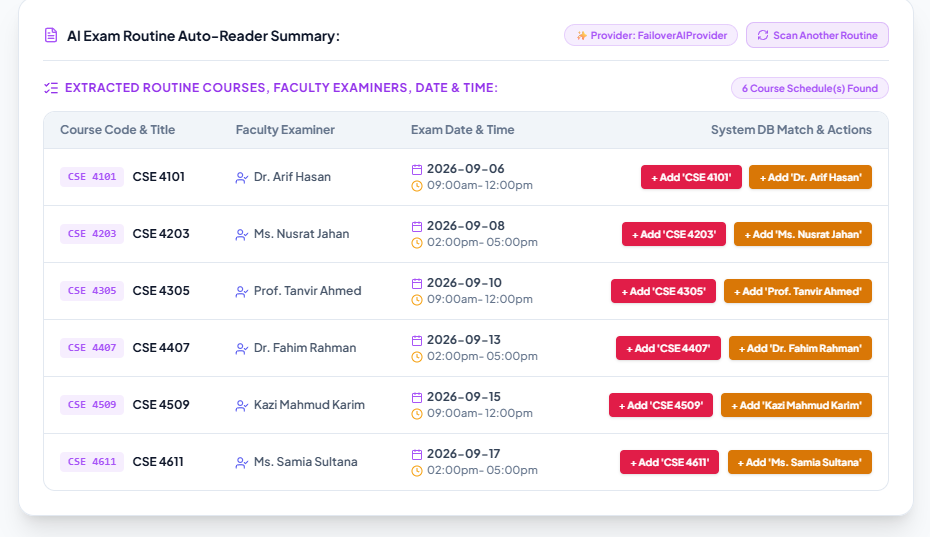 AI Exam Routine Auto-Reader Summary:
Provider: FailoverAIProvider
Scan Another Routine
EXTRACTED ROUTINE COURSES, FACULTY EXAMINERS, DATE & TIME:
6 Course Schedule(s) Found
Course Code & Title Faculty Examiner Exam Date & Time System DB Match & Actions
CSE 4101 CSE 4101 Dr. Arif Hasan 2026-09-06 09:00am- 12:00pm + Add 'CSE 4101' + Add 'Dr. Arif Hasan'
CSE 4203 CSE 4203 Ms. Nusrat Jahan 2026-09-08 02:00pm- 05:00pm + Add 'CSE 4203' + Add 'Ms. Nusrat Jahan'
CSE 4305 CSE 4305 Prof. Tanvir Ahmed 2026-09-10 09:00am- 12:00pm + Add 'CSE 4305' + Add 'Prof. Tanvir Ahmed'
CSE 4407 CSE 4407 Dr. Fahim Rahman 2026-09-13 02:00pm- 05:00pm + Add 'CSE 4407' + Add 'Dr. Fahim Rahman'
CSE 4509 CSE 4509 Kazi Mahmud Karim 2026-09-15 09:00am- 12:00pm + Add 'CSE 4509' + Add 'Kazi Mahmud Karim'
CSE 4611 CSE 4611 Ms. Samia Sultana 2026-09-17 02:00pm- 05:00pm + Add 'CSE 4611' + Add 'Ms. Samia Sultana'